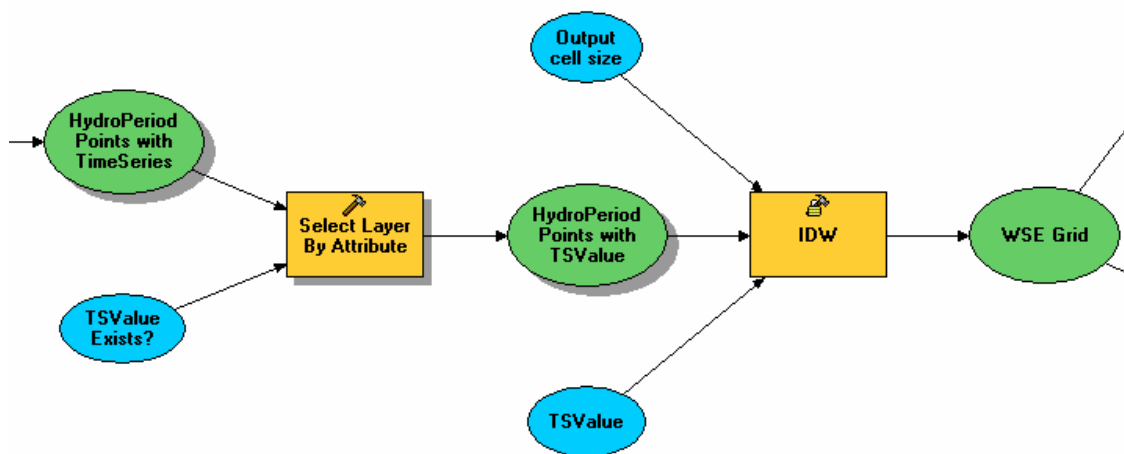 Output
cell size
HydroPeriod
Points with
TimeSeries
Select Layer
By Attribute
HydroPeriod
Points with
TSValue
IDW
WSE Grid
TSValue
Exists?
TSValue